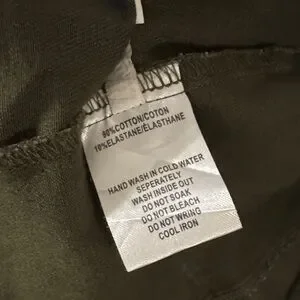 90%COTTON/COTON
10%ELASTANE/ÉLASTHANE
HAND WASH IN COLD WATER
SEPERATELY
WASH INSIDE OUT
DO NOT SOAK
DO NOT BLEACH
DO NOT WRING
COOL IRON